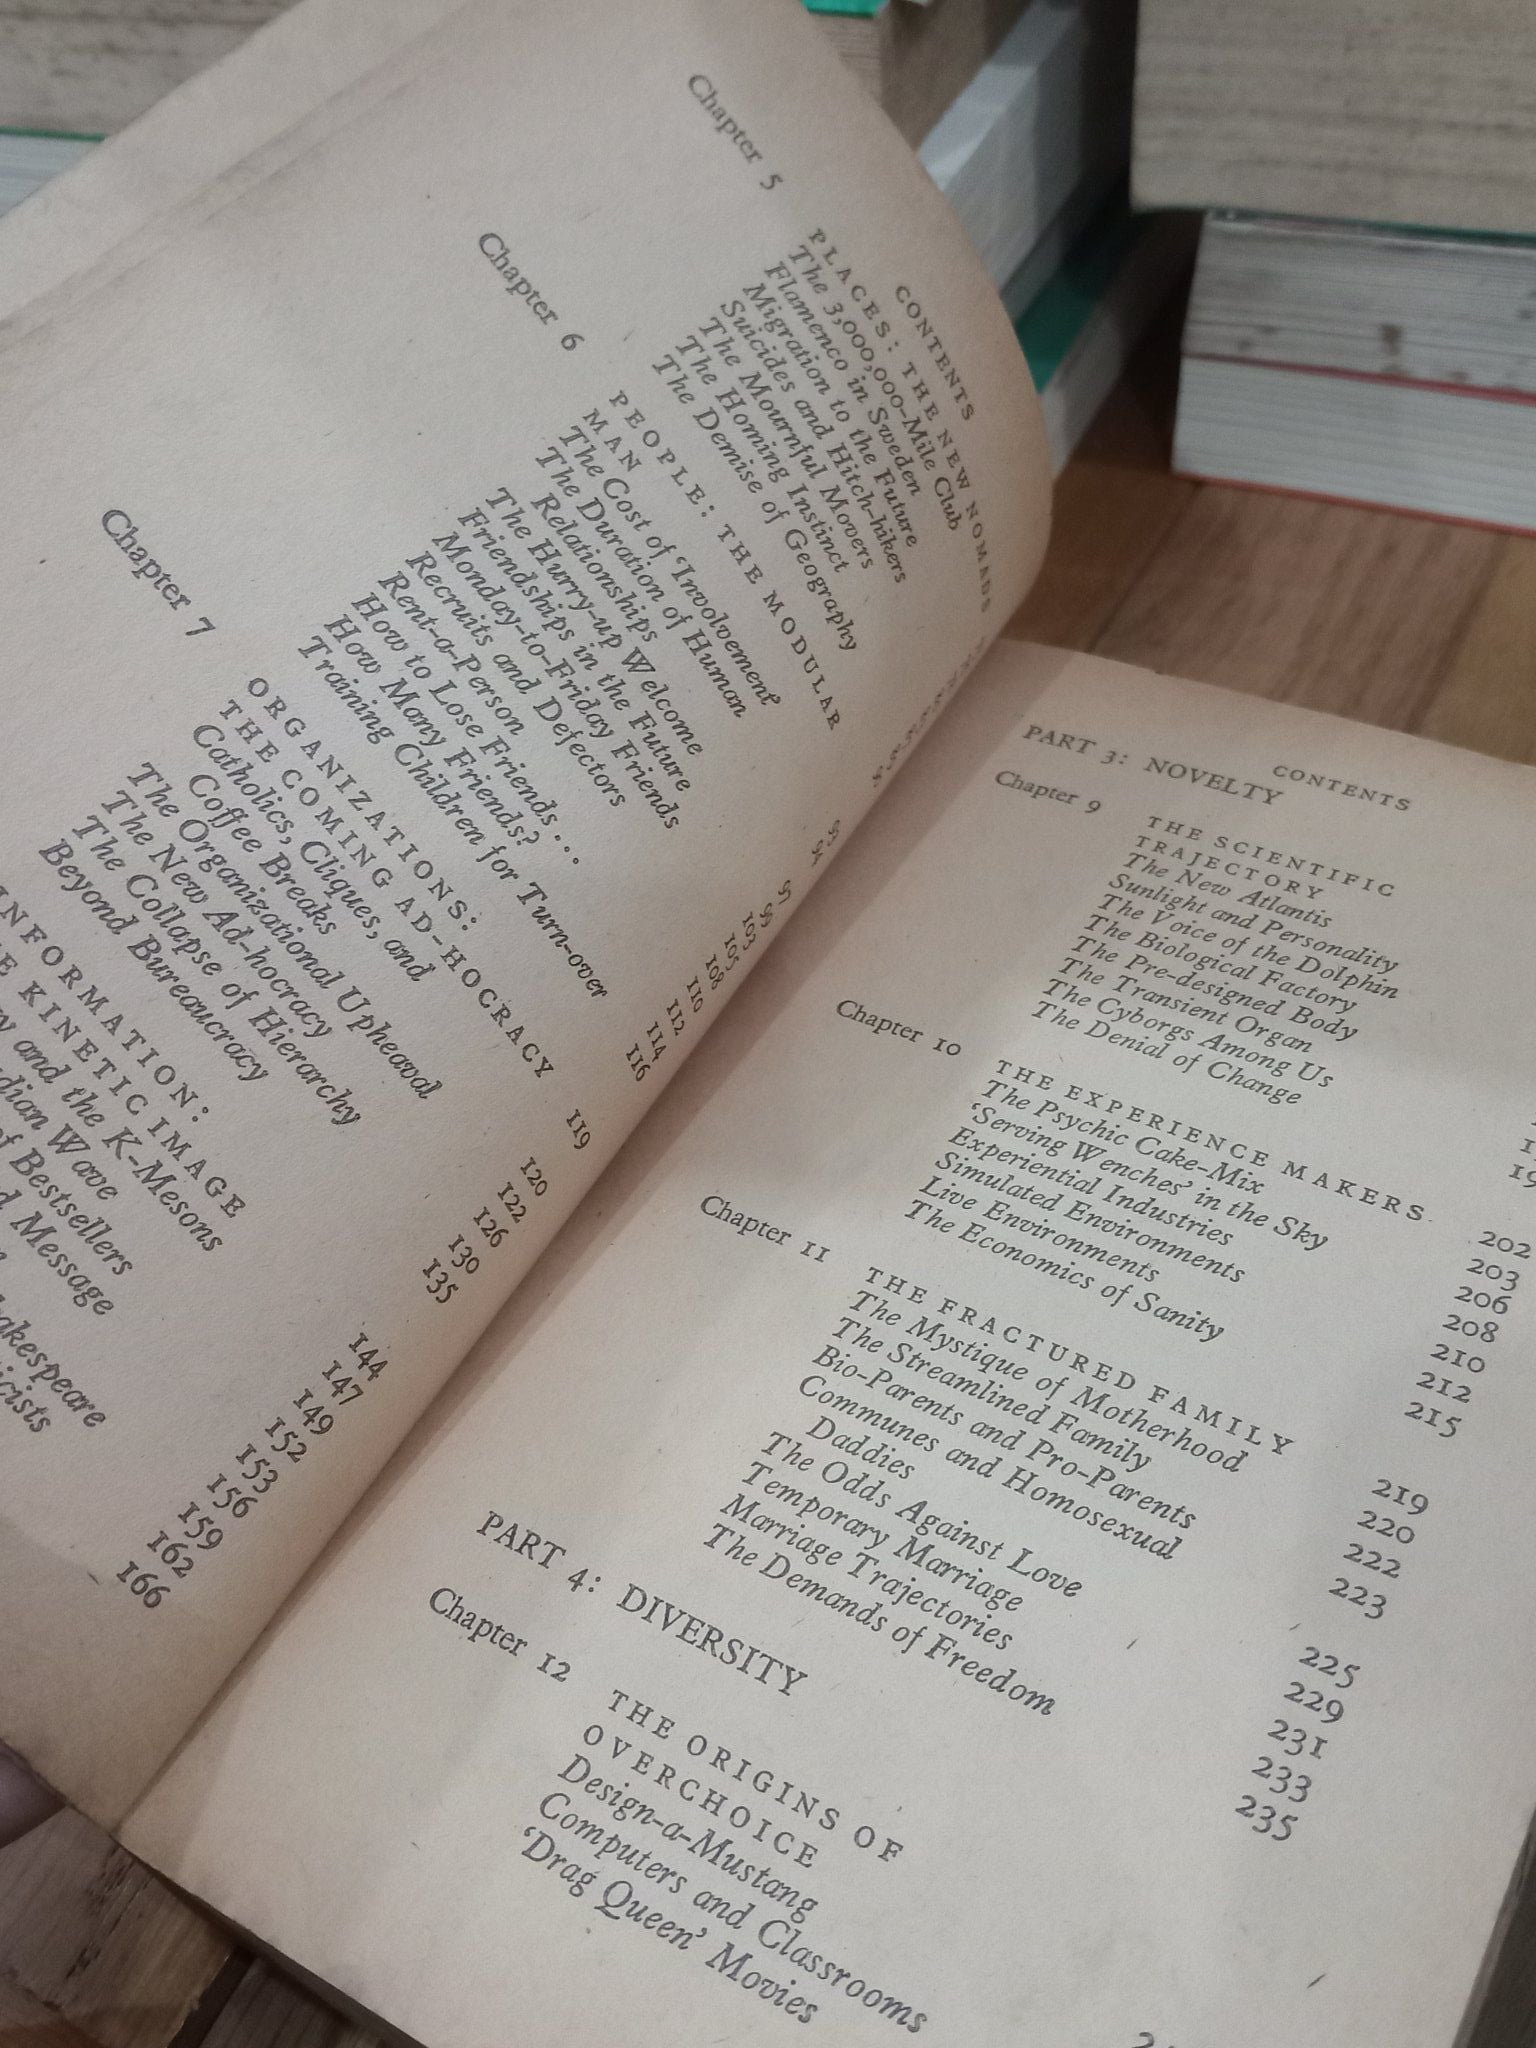 CONTENTS
Chapter 5
PLACES: THE NEW NOMADS
The 3,000,000-Mile Club
Flamenco in Sweden
Migration to the Future
Suicides and Hitch-hikers
The Mournful Movers
The Homing Instinct
The Demise of Geography
Chapter 6
PEOPLE: THE MODULAR
MAN
The Cost of 'Involvement'
The Duration of Human
Relationships
The Hurry-up Welcome
Friendships in the Future
Monday-to-Friday Friends
Recruits and Defectors
Rent-a-Person
How to Lose Friends . . .
How Many Friends?
Training Children for Turn-over
94
97
99
103
105
108
110
112
114
116
Chapter 7
ORGANIZATIONS:
THE COMING AD-HOCRACY
119
Catholics, Cliques, and
Coffee Breaks
120
The Organizational Upheaval
122
The New Ad-hocracy
126
The Collapse of Hierarchy
130
Beyond Bureaucracy
135
INFORMATION:
KINETIC IMAGE
144
and the K-Mesons
147
Wave
149
of Bestsellers
152
Message
153
156
159
162
166
CONTENTS
PART 3: NOVELTY
Chapter 9
THE SCIENTIFIC
TRAJECTORY
The New Atlantis
Sunlight and Personality
The Voice of the Dolphin
The Biological Factory
The Pre-designed Body
The Transient Organ
The Cyborgs Among Us
The Denial of Change
Chapter 10
THE EXPERIENCE MAKERS
202
The Psychic Cake-Mix
203
'Serving Wenches' in the Sky
206
Experiential Industries
208
Simulated Environments
210
Live Environments
212
The Economics of Sanity
215
Chapter 11
THE FRACTURED FAMILY
219
The Mystique of Motherhood
220
The Streamlined Family
222
Bio-Parents and Pro-Parents
223
Communes and Homosexual
Daddies
225
The Odds Against Love
229
Temporary Marriage
231
Marriage Trajectories
233
The Demands of Freedom
235
PART 4: DIVERSITY
Chapter 12
THE ORIGINS OF
OVERCHOICE
Design-a-Mustang
Computers and Classrooms
'Drag Queen' Movies